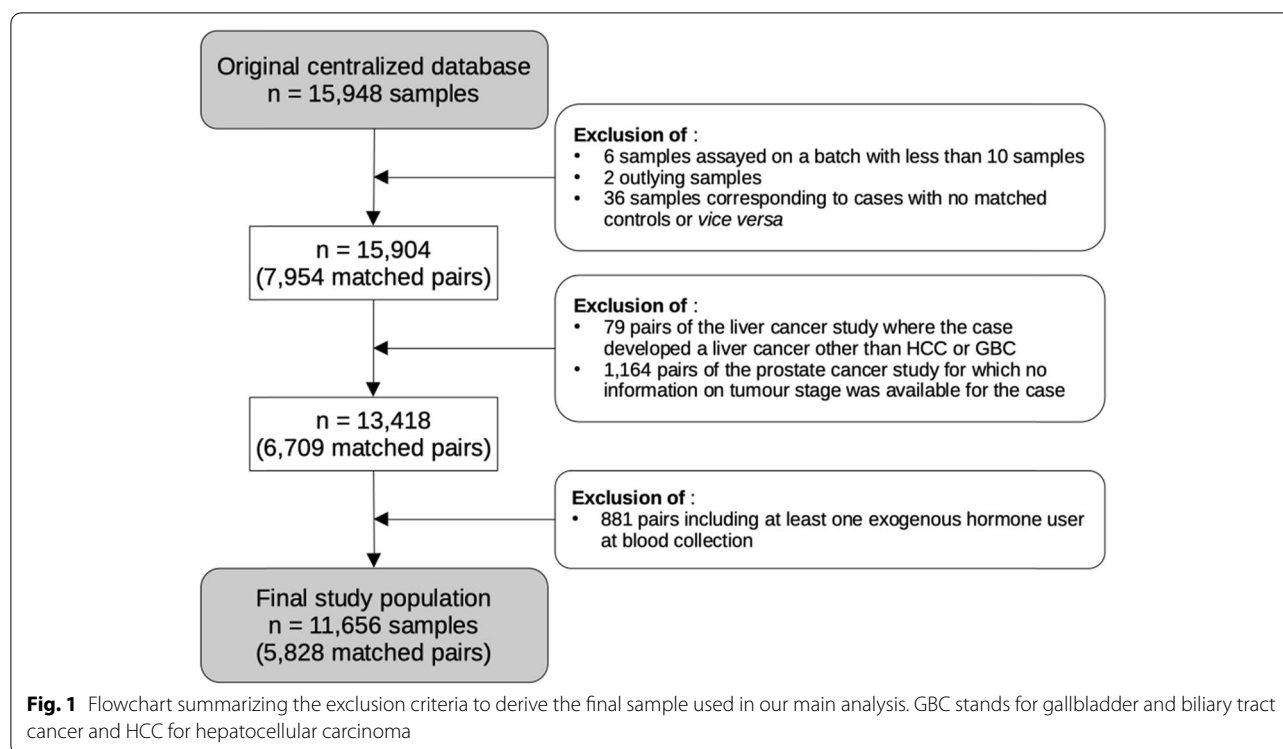 Original centralized database
n = 15,948 samples
Exclusion of :
• 6 samples assayed on a batch with less than 10 samples
• 2 outlying samples
• 36 samples corresponding to cases with no matched
controls or vice versa
n = 15,904
(7,954 matched pairs)
Exclusion of :
• 79 pairs of the liver cancer study where the case
developed a liver cancer other than HCC or GBC
• 1,164 pairs of the prostate cancer study for which no
information on tumour stage was available for the case
n = 13,418
(6,709 matched pairs)
Exclusion of :
• 881 pairs including at least one exogenous hormone user
at blood collection
Final study population
n = 11,656 samples
(5,828 matched pairs)
Fig. 1 Flowchart summarizing the exclusion criteria to derive the final sample used in our main analysis. GBC stands for gallbladder and biliary tract
cancer and HCC for hepatocellular carcinoma